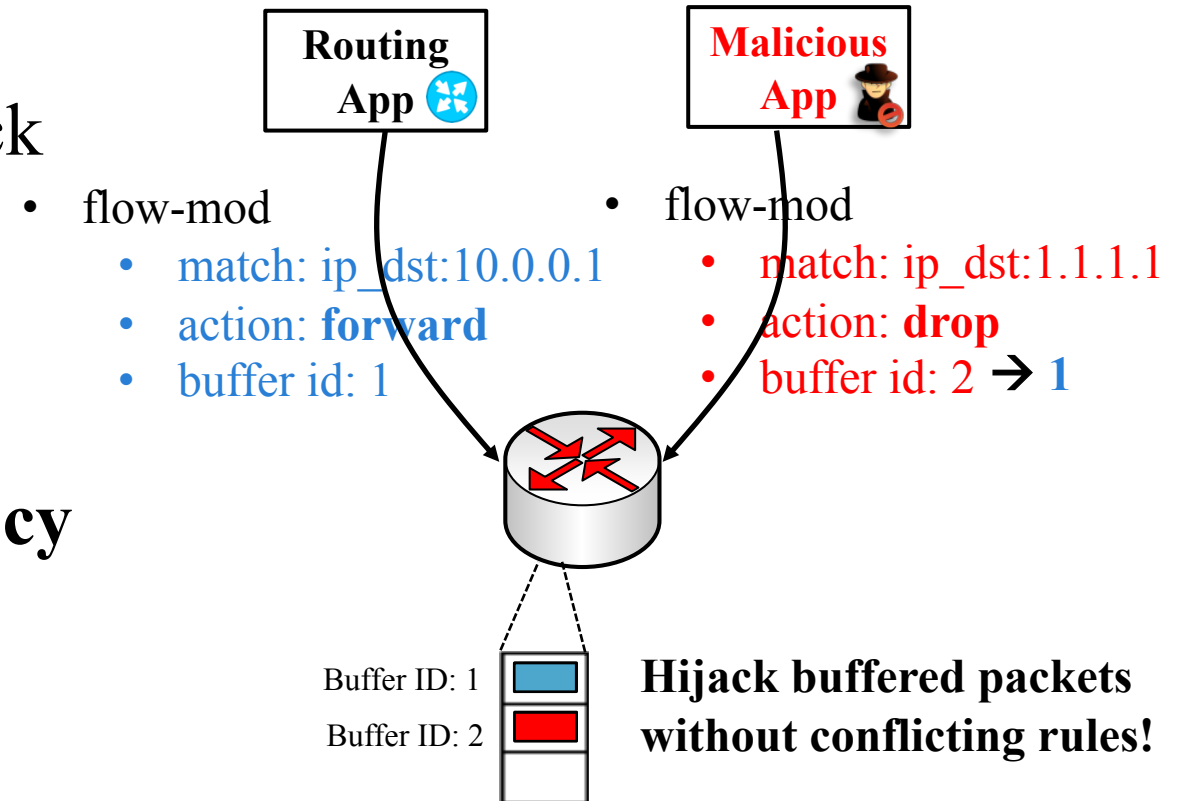 Routing
App
Malicious
App
ck
• flow-mod
• match: ip_dst:10.0.0.1
• action: forward
• buffer id: 1
• flow-mod
• match: ip_dst:1.1.1.1
• action: drop
• buffer id: 2 → 1
cy
Buffer ID: 1
Buffer ID: 2
Hijack buffered packets
without conflicting rules!